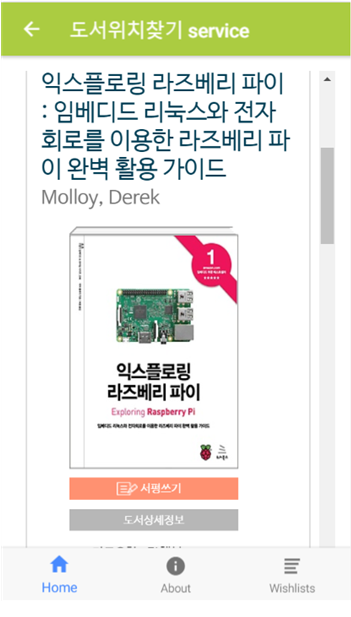 도서위치찾기 service
익스플로링 라즈베리 파이
: 임베디드 리눅스와 전자
회로를 이용한 라즈베리 파
이 완벽 활용 가이드
Molloy, Derek
1
익스플로링
라즈베리 파이
Exploring Raspberry Pi
임베디드 리눅스와 전자회로를 이용한 라즈베리 파이 완벽 활용 가이드
서평쓰기
도서상세정보
Home
About
Wishlists